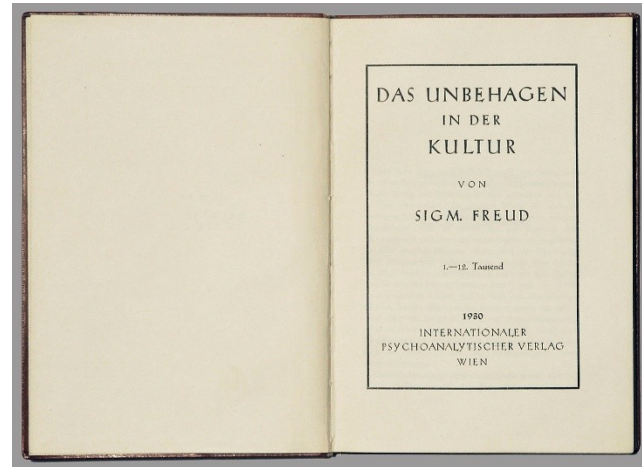 DAS UNBEHAGEN
IN DER
KULTUR
VON
SIGM. FREUD
1.—12. Tausend
1930
INTERNATIONALER
PSYCHOANALYTISCHER VERLAG
WIEN